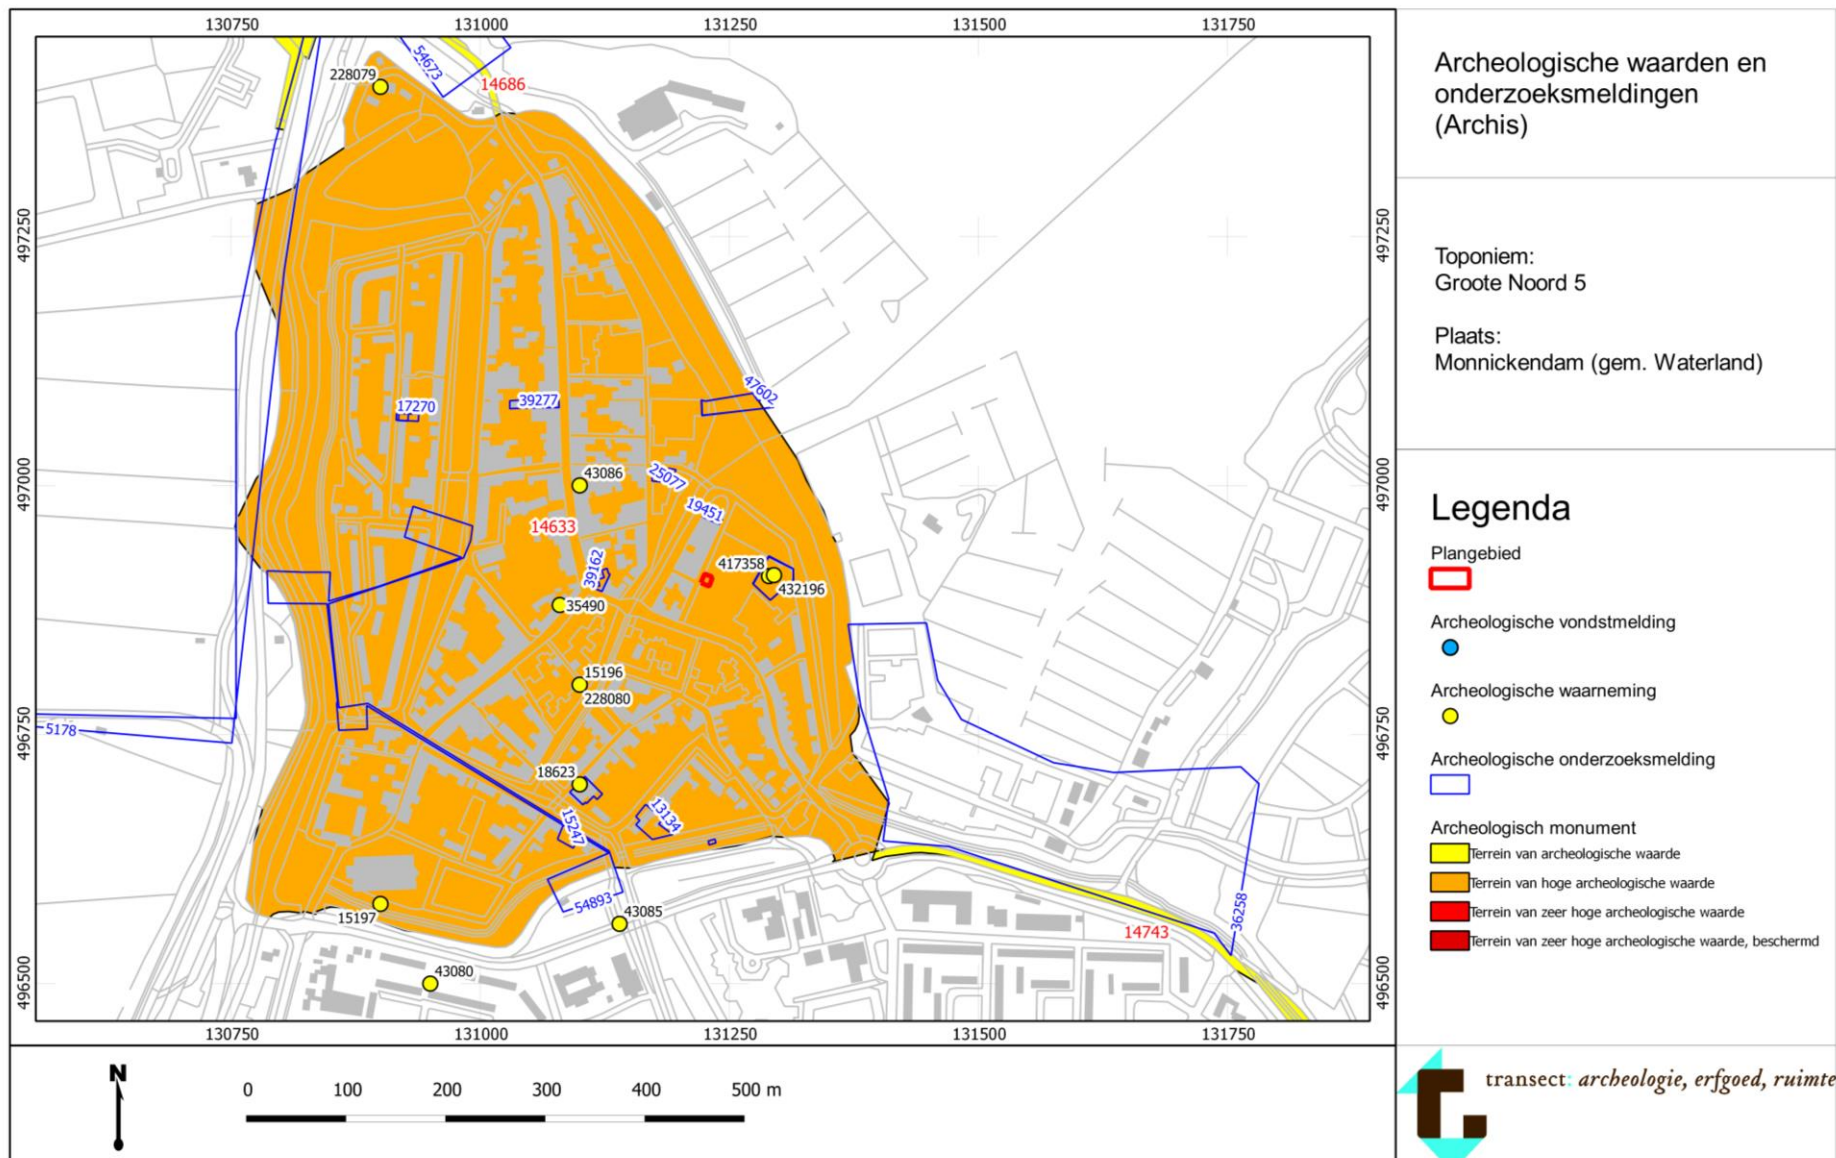 130750
131000
131250
131500
131750
497250
497000
496750
496500
497250
497000
496750
496500
130750
131000
131250
131500
131750
228079
54673
14686
17270
39277
47602
43086
25077
19451
14633
39162
417358
432196
35490
15196
228080
5178
18623
15247
13134
15197
54893
43085
43080
14743
36258
N
0
100
200
300
400
500 m
Archeologische waarden en
onderzoeksmeldingen
(Archis)
Toponiem:
Groote Noord 5
Plaats:
Monnickendam (gem. Waterland)
Legenda
Plangebied
Archeologische vondstmelding
Archeologische waarneming
Archeologische onderzoeksmelding
Archeologisch monument
Terrein van archeologische waarde
Terrein van hoge archeologische waarde
Terrein van zeer hoge archeologische waarde
Terrein van zeer hoge archeologische waarde, beschermd
transect: archeologie, erfgoed, ruimte